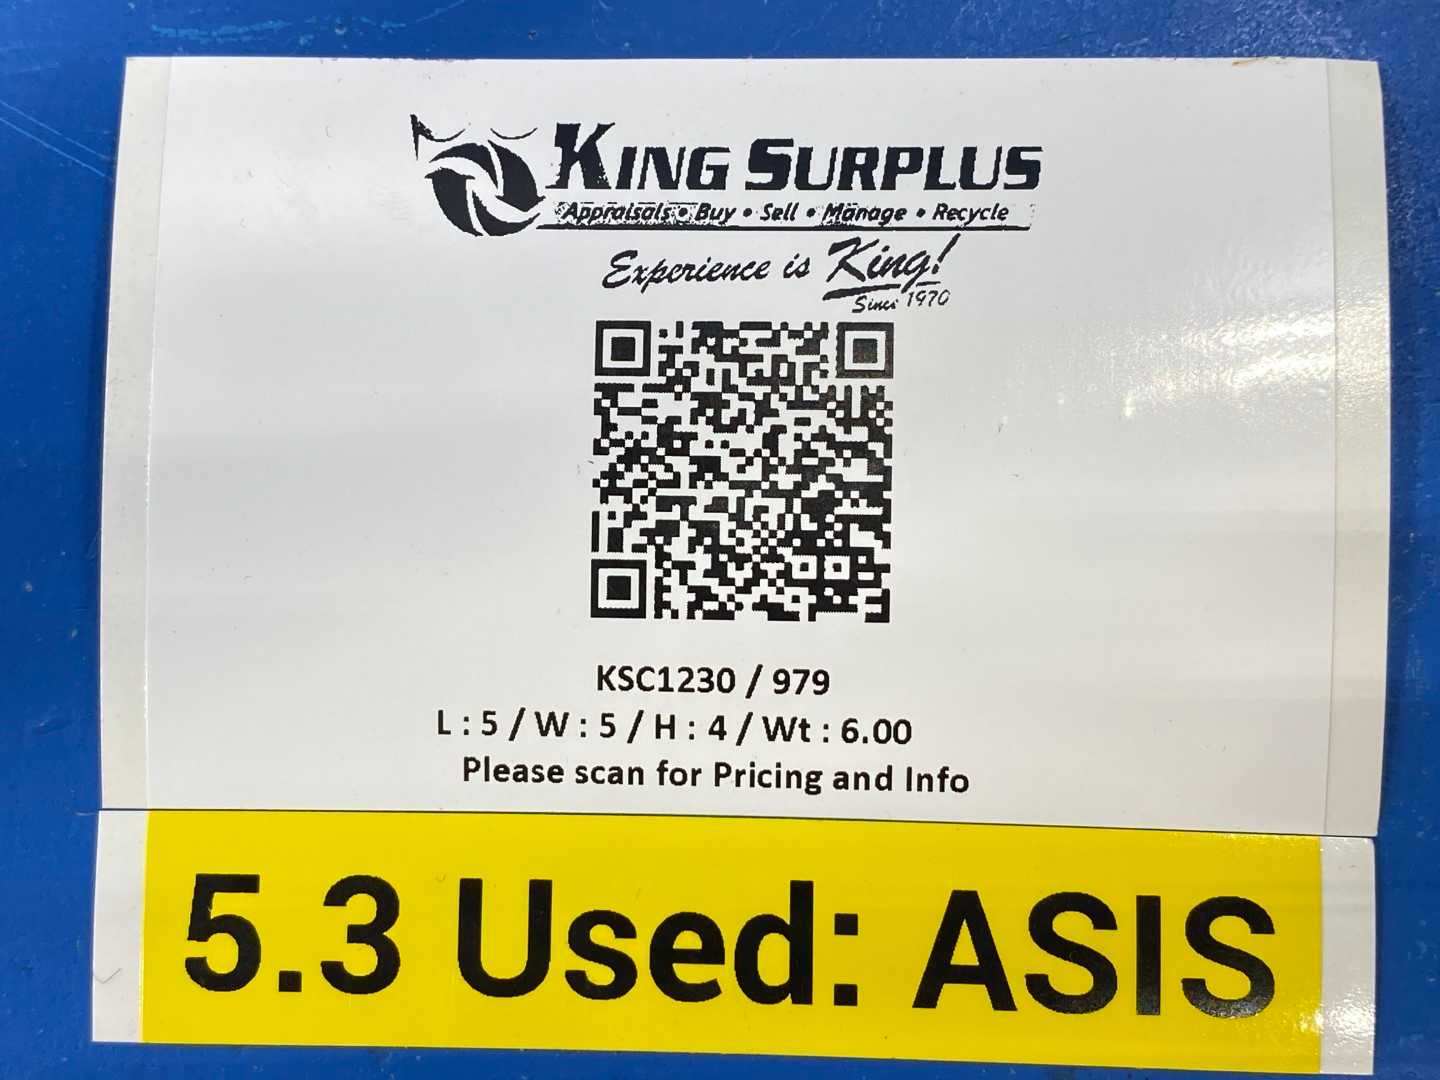 KING SURPLUS
Appraisals • Buy • Sell • Manage • Recycle
Experience is King!
Since 1970
KSC1230 / 979
L : 5 / W : 5 / H : 4 / Wt : 6.00
Please scan for Pricing and Info
5.3 Used: ASIS